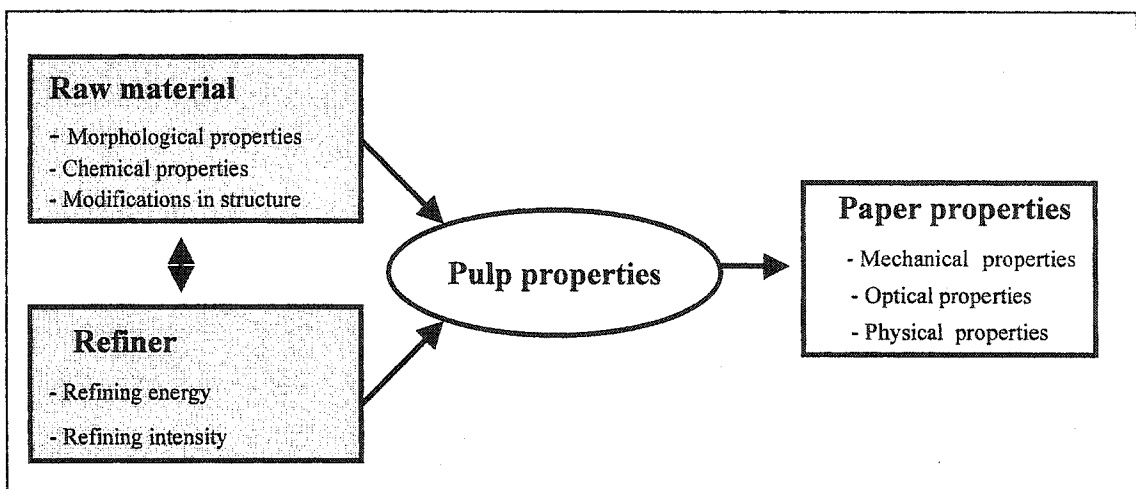 Raw material
- Morphological properties
- Chemical properties
- Modifications in structure
Refiner
- Refining energy
- Refining intensity
Pulp properties
Paper properties
- Mechanical properties
- Optical properties
- Physical properties